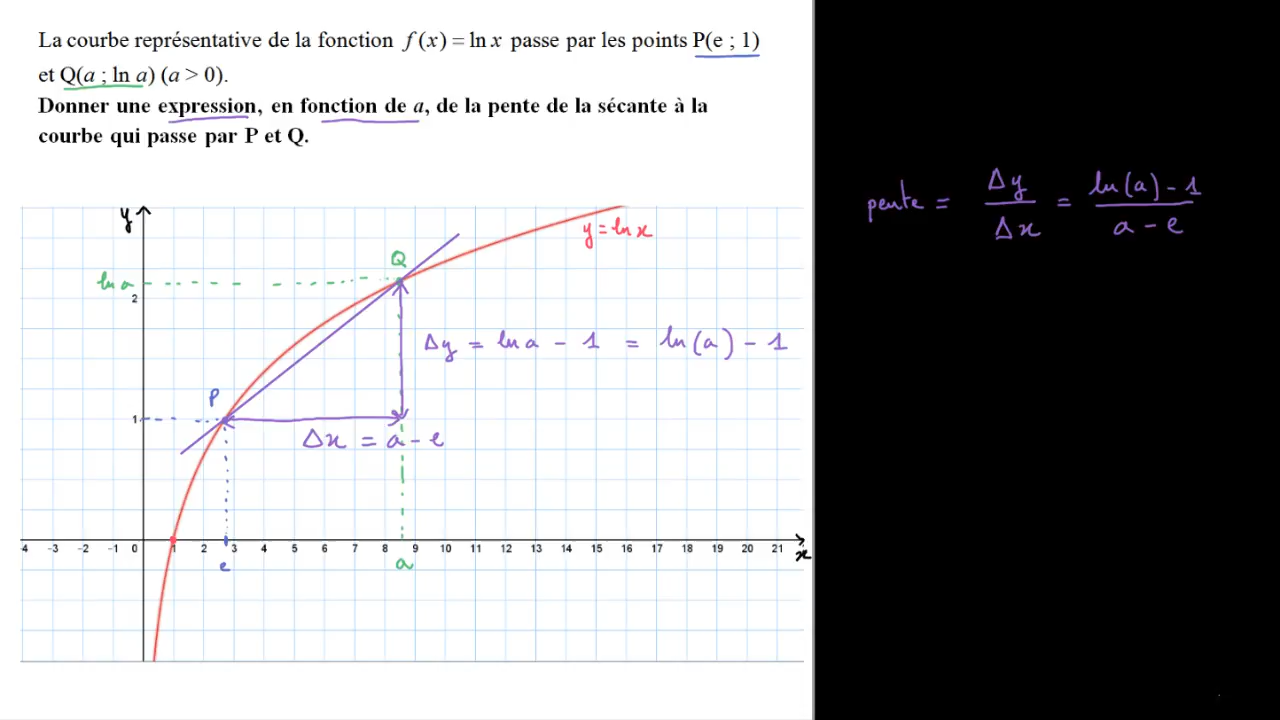 La courbe représentative de la fonction f(x) = ln x passe par les points P(e ; 1)
et Q(a ; ln a) (a > 0).
Donner une expression, en fonction de a, de la pente de la sécante à la
courbe qui passe par P et Q.
pente = Δy / Δx = ln(a) - 1 / a - e
y
y = ln x
Q
ln a
2
Δy = ln a - 1 = ln(a) - 1
P
1
Δx = a - e
-4 -3 -2 -1 0 1 2 3 4 5 6 7 8 9 10 11 12 13 14 15 16 17 18 19 20 21 x
e a